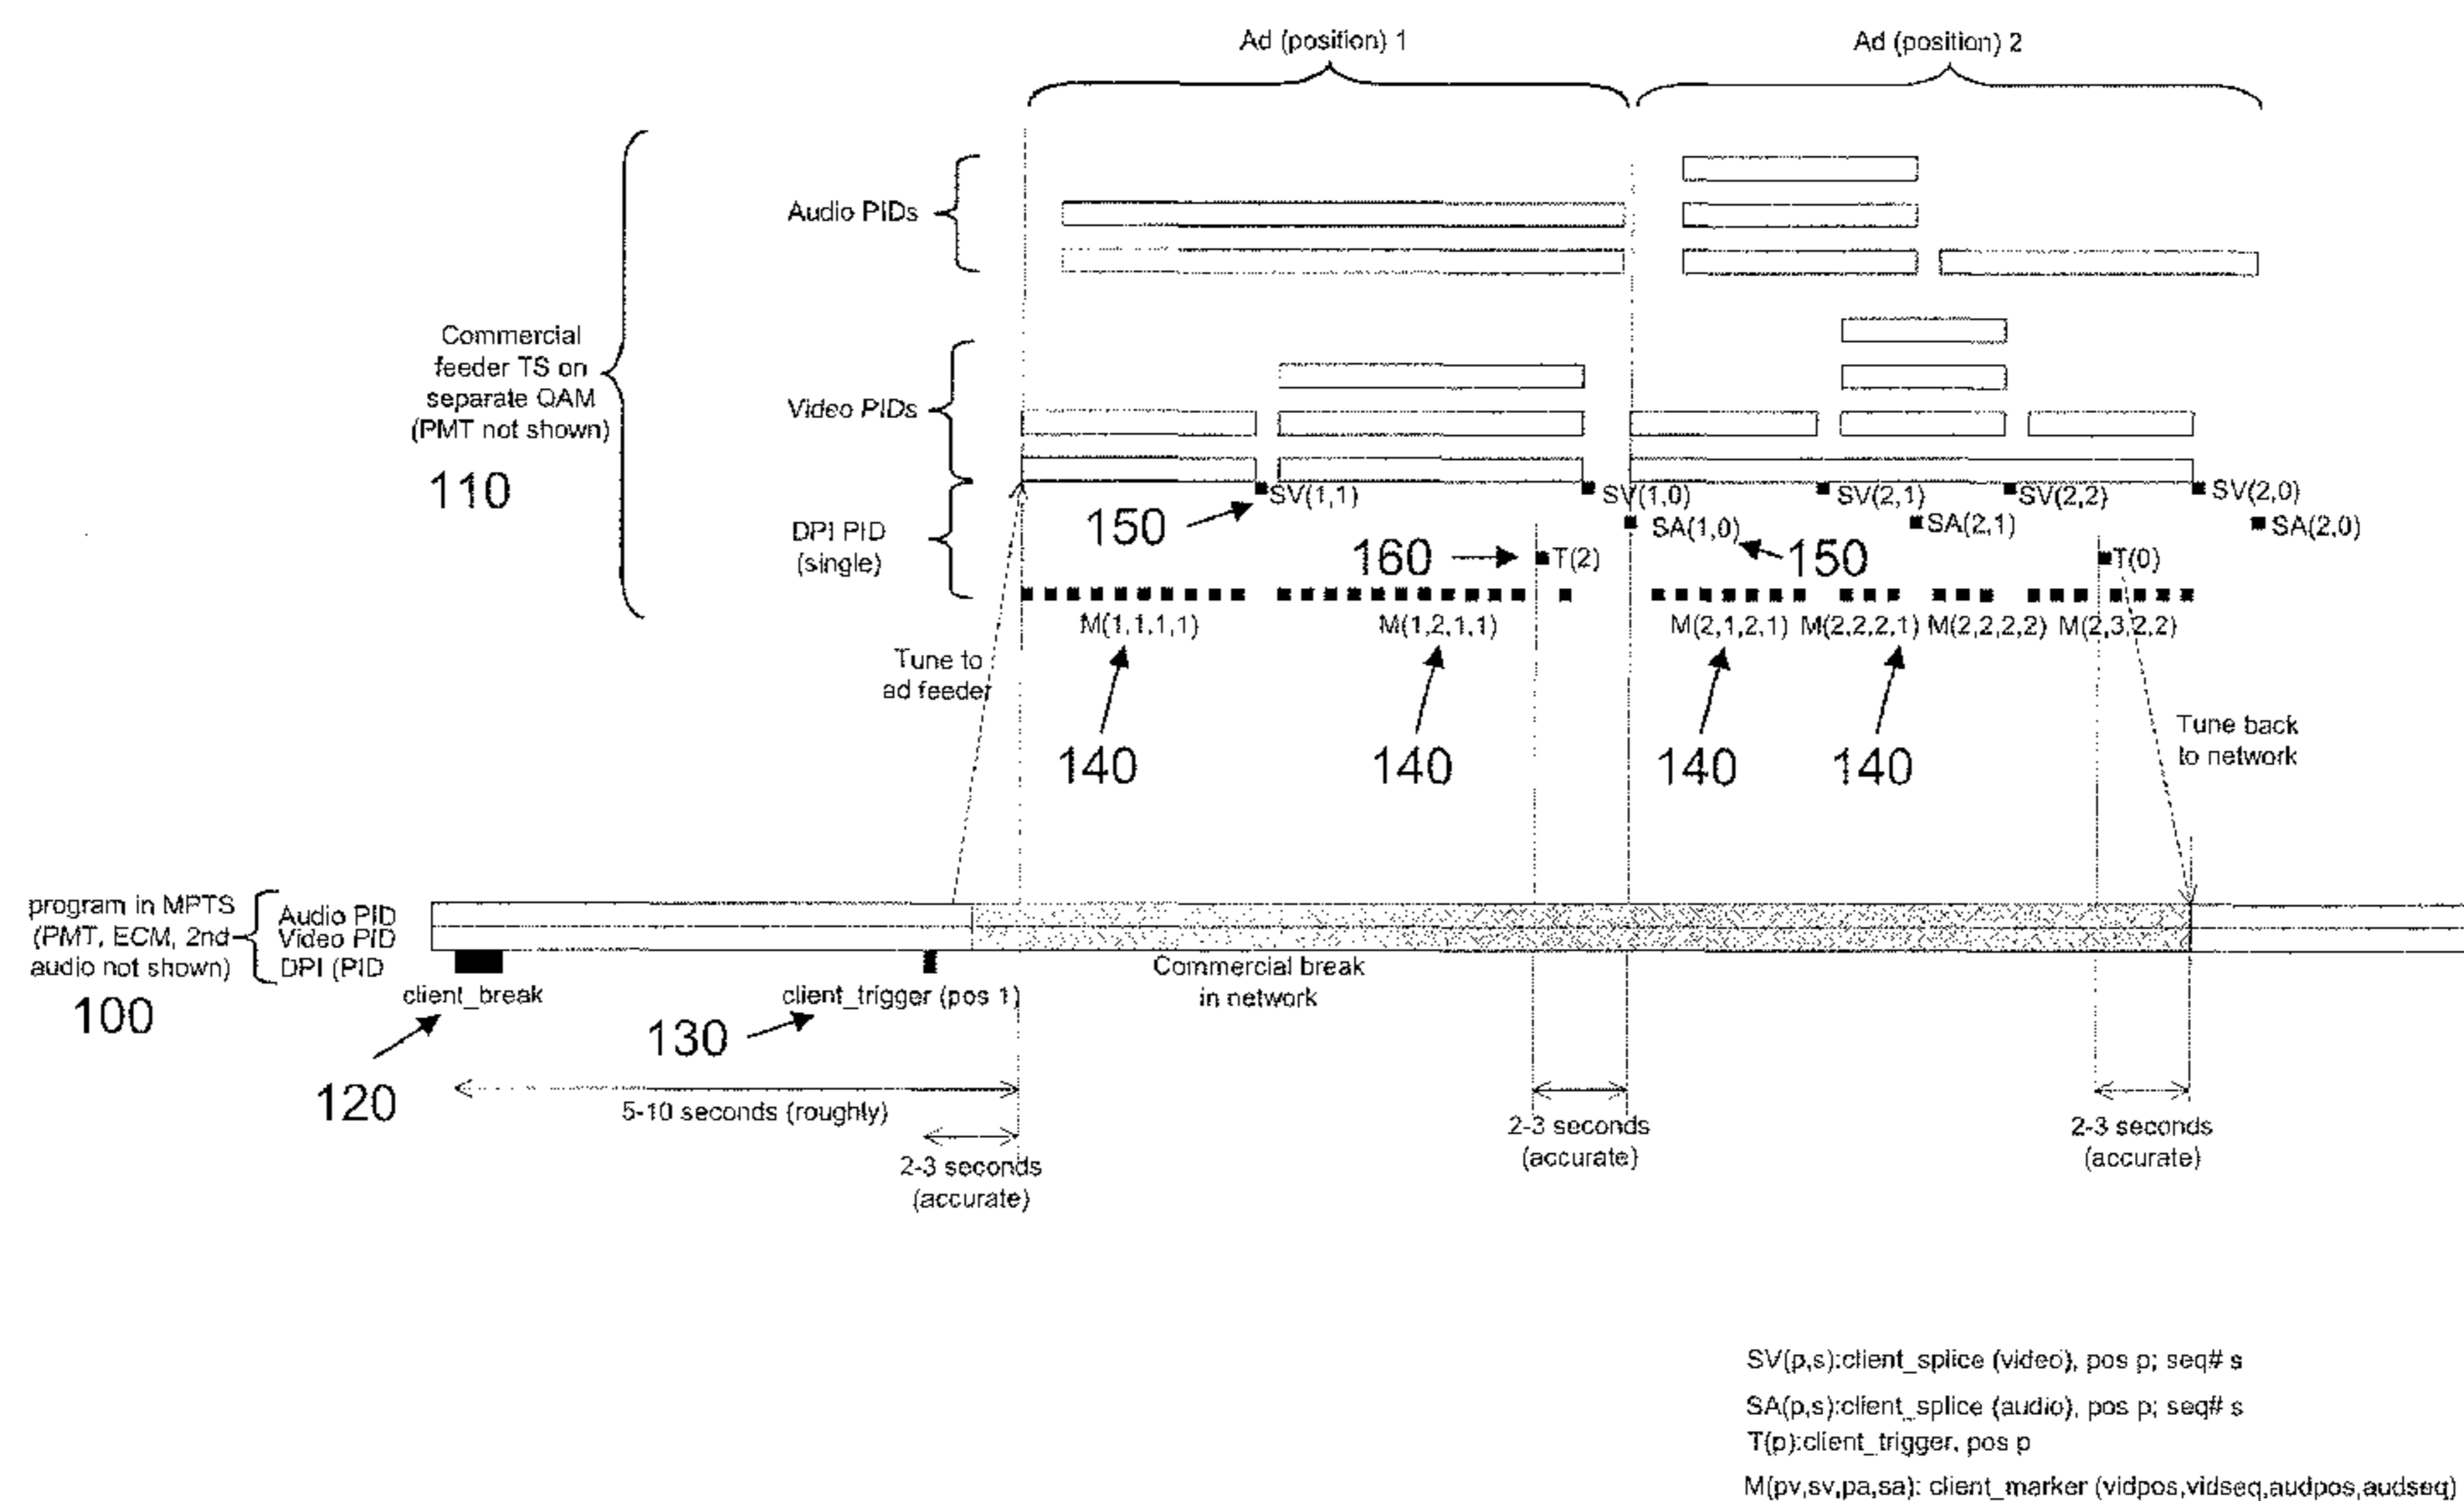 Ad (position) 1
Ad (position) 2
Audio PIDs
Commercial
feeder TS on
separate QAM
(PMT not shown)
110
Video PIDs
DPI PID
(single)
SV(1,1)
SV(1,0)
SV(2,1)
SV(2,2)
SV(2,0)
150
SA(1,0)
SA(2,1)
SA(2,0)
160
T(2)
150
T(0)
M(1,1,1,1)
M(1,2,1,1)
M(2,1,2,1)
M(2,2,2,1)
M(2,2,2,2)
M(2,3,2,2)
Tune to
ad feeder
140
140
140
140
Tune back
to network
program in MPTS
(PMT, ECM, 2nd
audio not shown)
100
Audio PID
Video PID
DPI (PID
client_break
120
client_trigger (pos 1)
130
Commercial break
in network
5-10 seconds (roughly)
2-3 seconds
(accurate)
2-3 seconds
(accurate)
2-3 seconds
(accurate)
SV(p,s):client_splice (video), pos p; seq# s
SA(p,s):client_splice (audio), pos p; seq# s
T(p):client_trigger, pos p
M(pv,sv,pa,sa): client_marker (vidpos,vidseq,audpos,audseq)